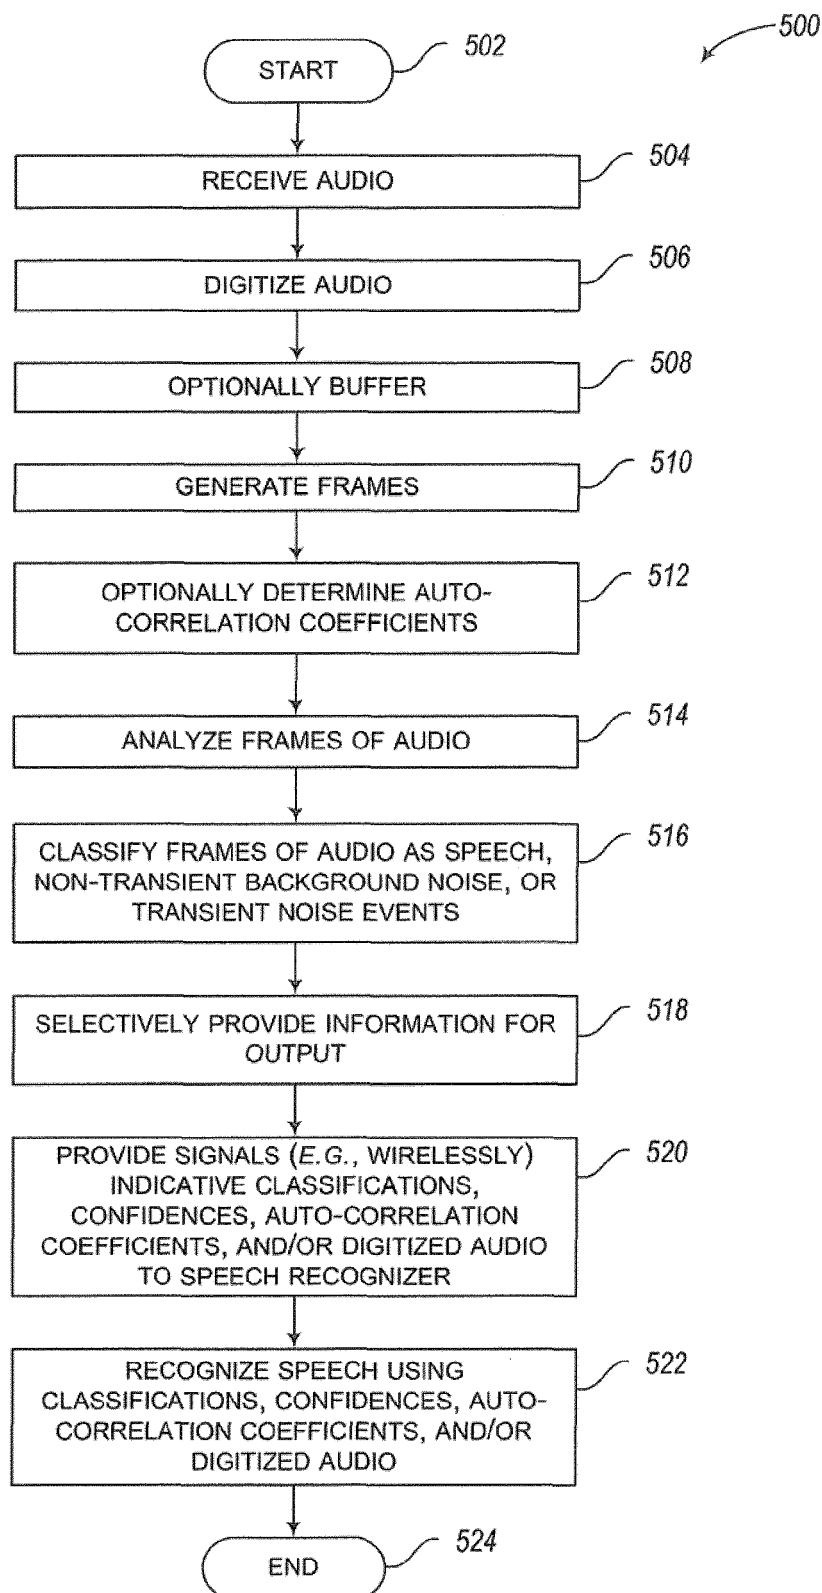 500
START
502
RECEIVE AUDIO
504
DIGITIZE AUDIO
506
OPTIONALLY BUFFER
508
GENERATE FRAMES
510
OPTIONALLY DETERMINE AUTO-
CORRELATION COEFFICIENTS
512
ANALYZE FRAMES OF AUDIO
514
CLASSIFY FRAMES OF AUDIO AS SPEECH,
NON-TRANSIENT BACKGROUND NOISE, OR
TRANSIENT NOISE EVENTS
516
SELECTIVELY PROVIDE INFORMATION FOR
OUTPUT
518
PROVIDE SIGNALS (E.G., WIRELESSLY)
INDICATIVE CLASSIFICATIONS,
CONFIDENCES, AUTO-CORRELATION
COEFFICIENTS, AND/OR DIGITIZED AUDIO
TO SPEECH RECOGNIZER
520
RECOGNIZE SPEECH USING
CLASSIFICATIONS, CONFIDENCES, AUTO-
CORRELATION COEFFICIENTS, AND/OR
DIGITIZED AUDIO
522
END
524